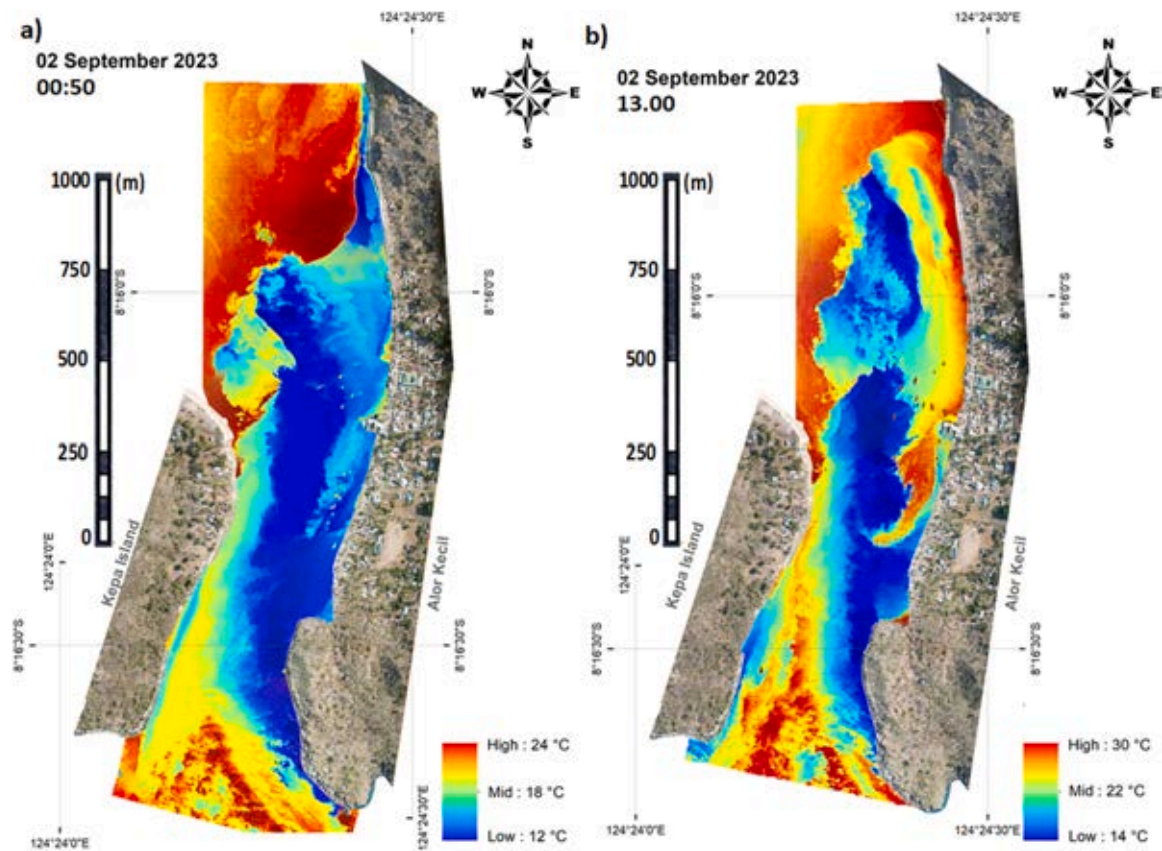 a)
02 September 2023
00:50
124°24'30"E
N
W E
S
1000 (m)
750
500
250
0
8°16'0"S
8°16'0"S
Kepa Island
Alor Kecil
124°24'0"E
8°16'30"S
8°16'30"S
High : 24 °C
Mid : 18 °C
Low : 12 °C
124°24'0"E
124°24'30"E
b)
02 September 2023
13.00
124°24'30"E
N
W E
S
1000 (m)
750
500
250
0
8°16'0"S
8°16'0"S
Kepa Island
Alor Kecil
124°24'0"E
8°16'30"S
8°16'30"S
High : 30 °C
Mid : 22 °C
Low : 14 °C
124°24'0"E
124°24'30"E